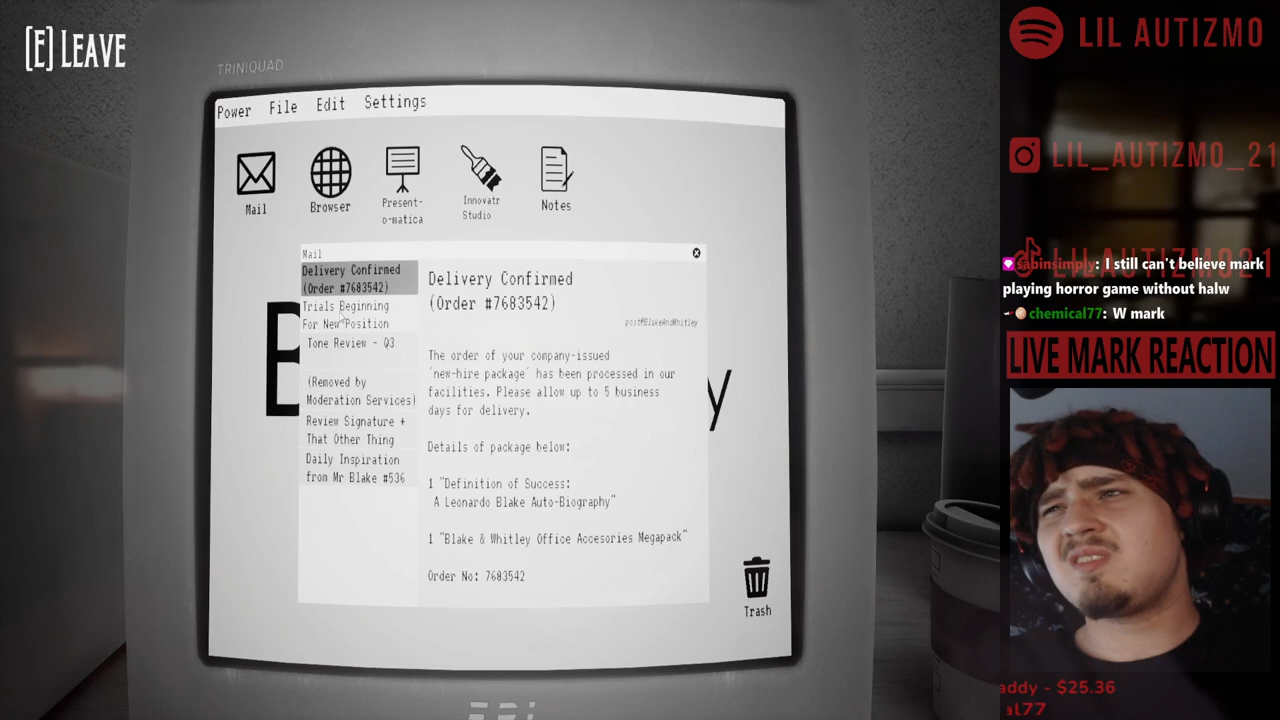 [E] LEAVE
TRINIQUAD
Power File Edit Settings
Mail
Browser
Present-
o-matica
Innovatr
Studio
Notes
Mail
Delivery Confirmed
(Order #7683542)
Trials Beginning
For New Position
Tone Review - Q3
(Removed by
Moderation Services)
Review Signature +
That Other Thing
Daily Inspiration
from Mr Blake #536
Delivery Confirmed
(Order #7683542)
post@BlakeAndWhitley
The order of your company-issued
'new-hire package' has been processed in our
facilities. Please allow up to 5 business
days for delivery.
Details of package below:
1 "Definition of Success:
A Leonardo Blake Auto-Biography"
1 "Blake & Whitley Office Accesories Megapack"
Order No: 7683542
B
y
Trash
LIL AUTIZMO
LIL_AUTIZMO_21
LILAUTIZMO21
sabinsimply: I still can't believe mark
playing horror game without halw
chemical77: W mark
LIVE MARK REACTION
addy - $25.36
al77